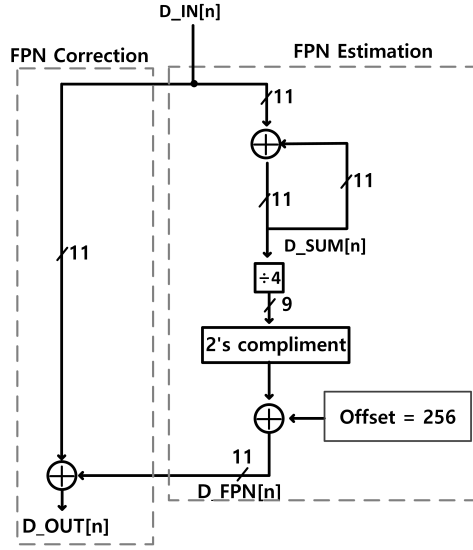 D_IN[n]
FPN Correction
FPN Estimation
11
11
11
11
D_SUM[n]
÷4
9
2's compliment
Offset = 256
11
D_FPN[n]
D_OUT[n]